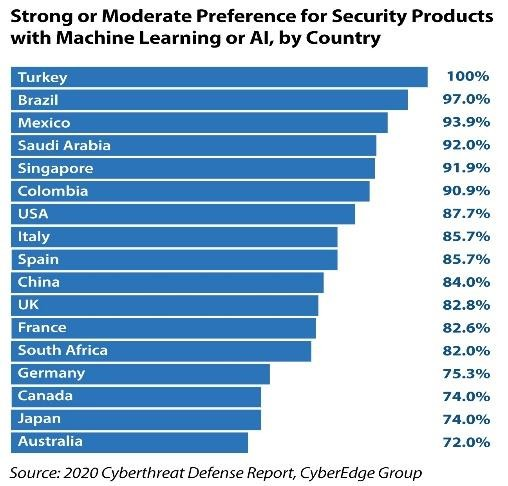 Strong or Moderate Preference for Security Products
with Machine Learning or AI, by Country
Turkey 100%
Brazil 97.0%
Mexico 93.9%
Saudi Arabia 92.0%
Singapore 91.9%
Colombia 90.9%
USA 87.7%
Italy 85.7%
Spain 85.7%
China 84.0%
UK 82.8%
France 82.6%
South Africa 82.0%
Germany 75.3%
Canada 74.0%
Japan 74.0%
Australia 72.0%
Source: 2020 Cyberthreat Defense Report, CyberEdge Group